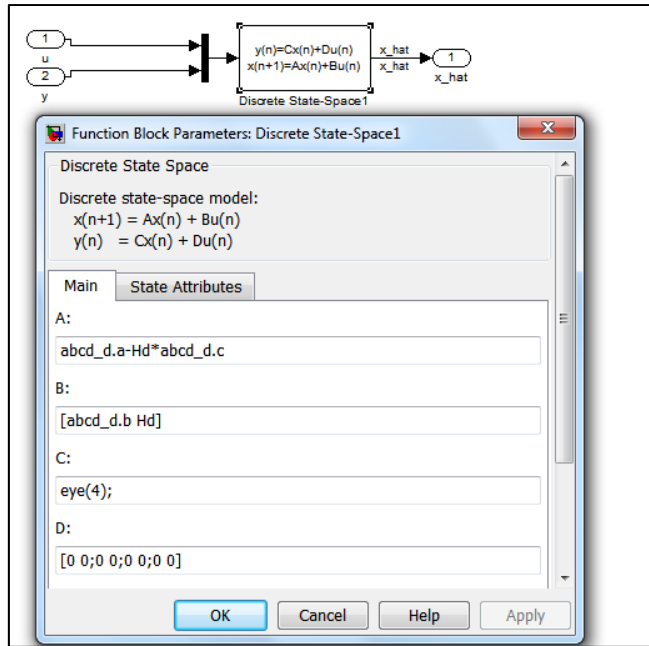 1
u
2
y
y(n)=Cx(n)+Du(n)
x(n+1)=Ax(n)+Bu(n)
Discrete State-Space1
x_hat
x_hat
1
x_hat
Function Block Parameters: Discrete State-Space1
Discrete State Space
Discrete state-space model:
x(n+1) = Ax(n) + Bu(n)
y(n) = Cx(n) + Du(n)
Main State Attributes
A:
abcd_d.a-Hd*abcd_d.c
B:
[abcd_d.b Hd]
C:
eye(4);
D:
[0 0;0 0;0 0;0 0]
OK Cancel Help Apply